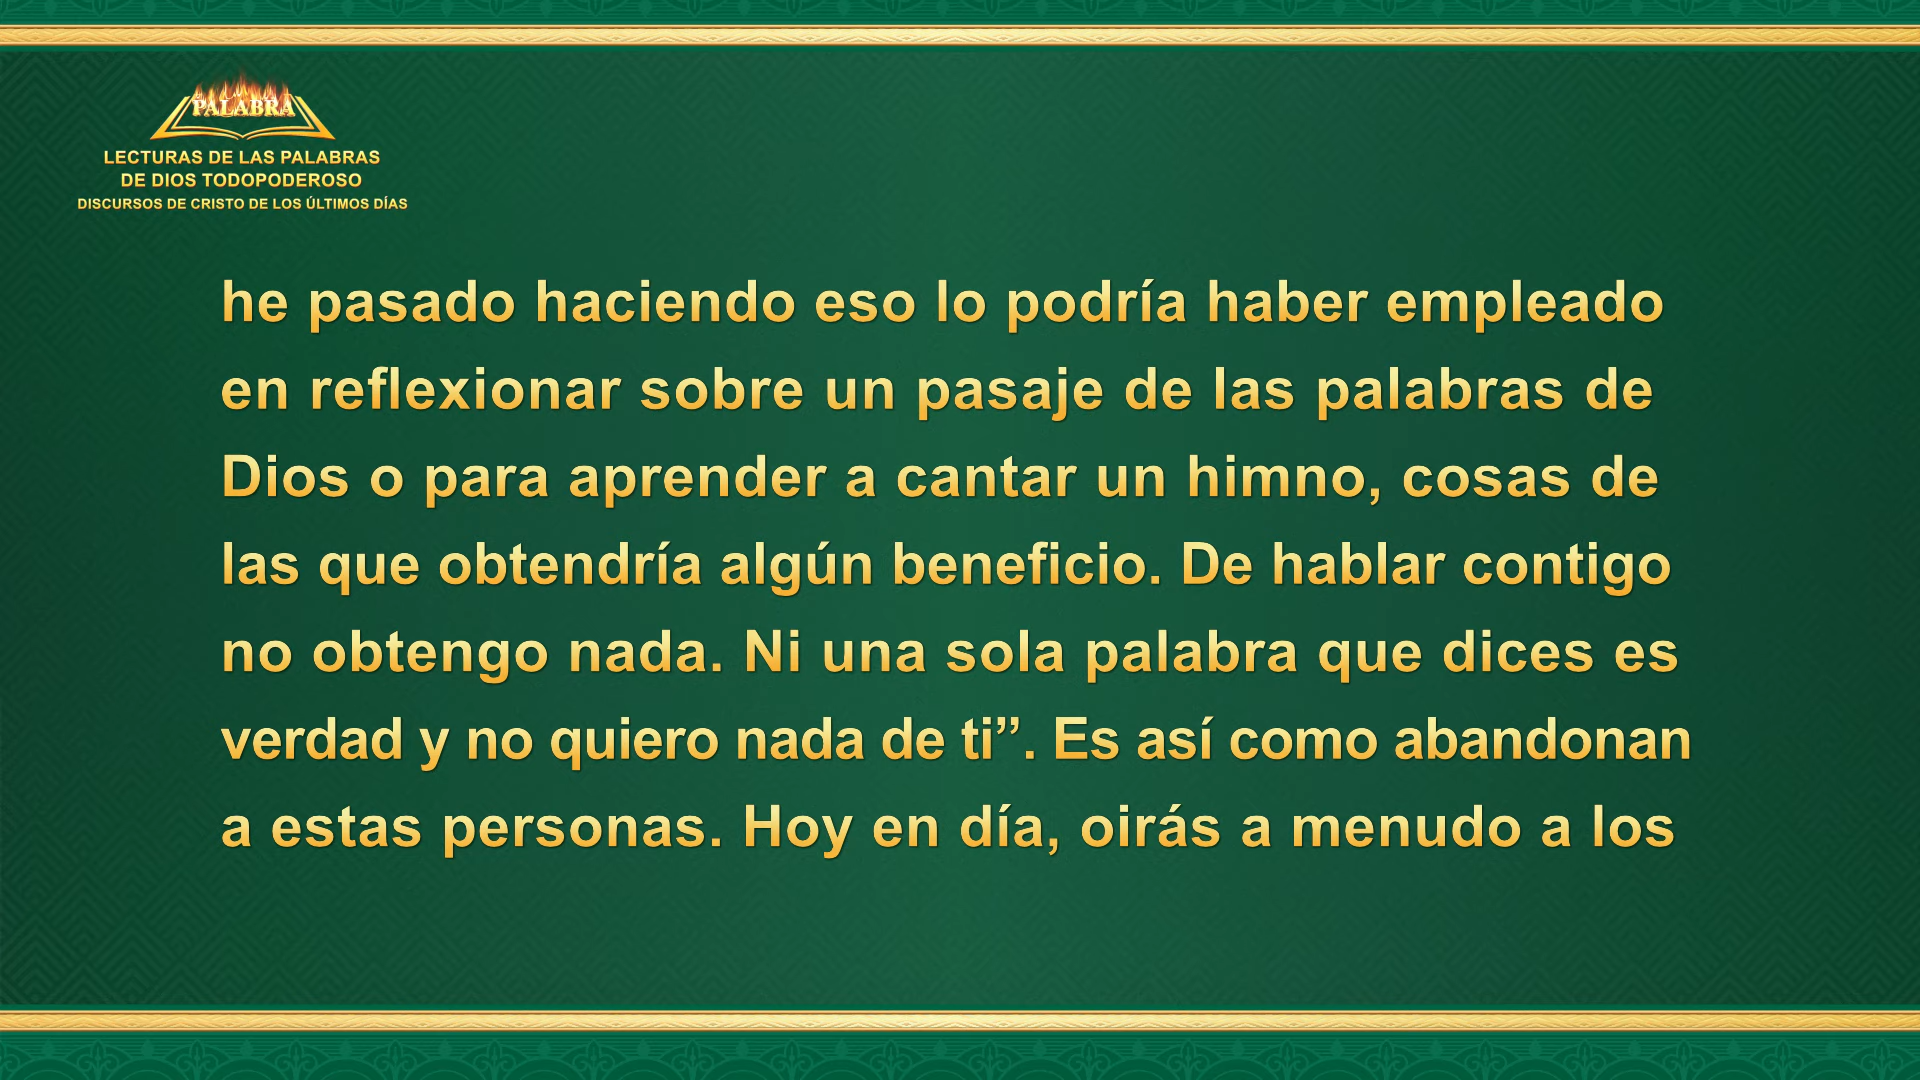 PALABRA
LECTURAS DE LAS PALABRAS
DE DIOS TODOPODEROSO
DISCURSOS DE CRISTO DE LOS ÚLTIMOS DÍAS
he pasado haciendo eso lo podría haber empleado
en reflexionar sobre un pasaje de las palabras de
Dios o para aprender a cantar un himno, cosas de
las que obtendría algún beneficio. De hablar contigo
no obtengo nada. Ni una sola palabra que dices es
verdad y no quiero nada de ti”. Es así como abandonan
a estas personas. Hoy en día, oirás a menudo a los